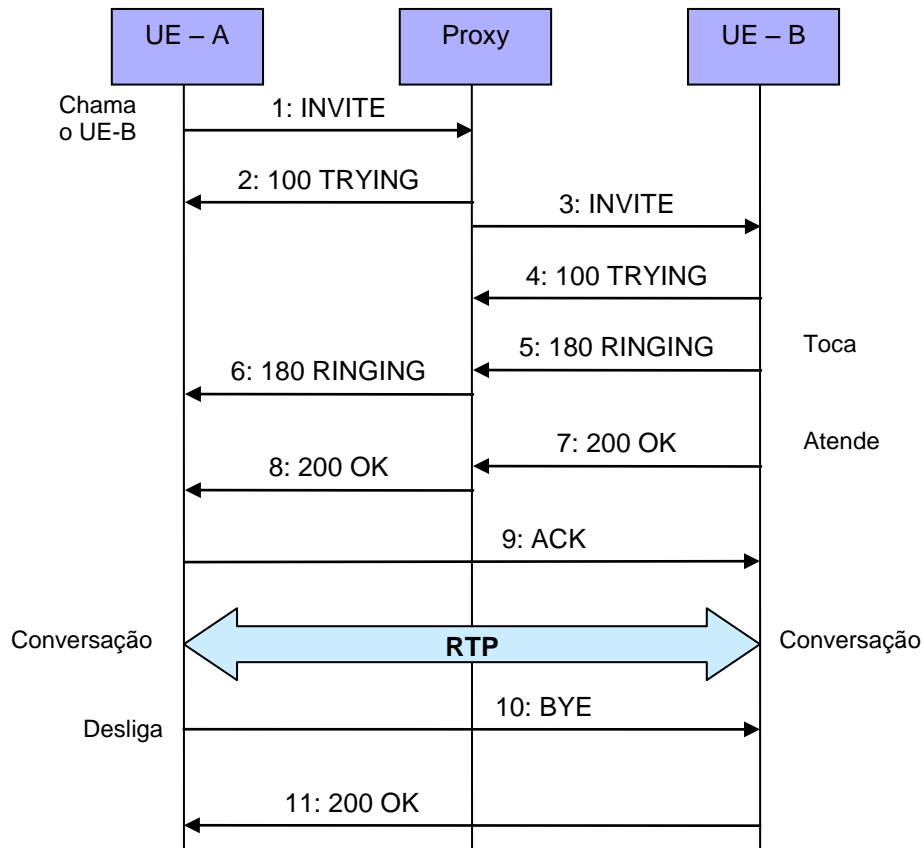 UE – A
Proxy
UE – B
Chama
o UE-B
1: INVITE
2: 100 TRYING
3: INVITE
4: 100 TRYING
5: 180 RINGING
Toca
6: 180 RINGING
7: 200 OK
Atende
8: 200 OK
9: ACK
Conversação
RTP
Conversação
10: BYE
Desliga
11: 200 OK